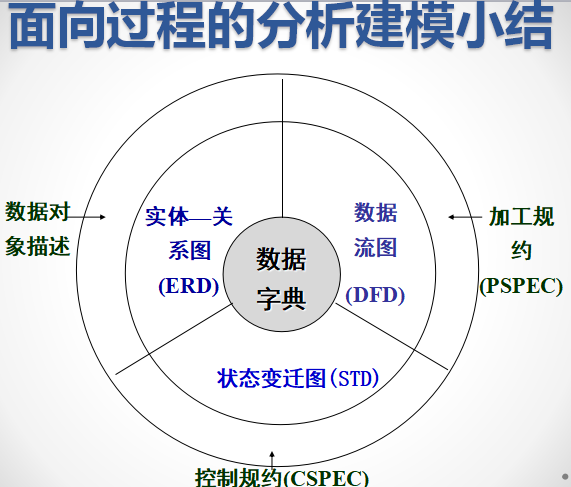 面向过程的分析建模小结
数据对
象描述
实体—关
系图
(ERD)
数据
字典
数据
流图
(DFD)
加工规
约
(PSPEC)
状态变迁图(STD)
控制规约(CSPEC)